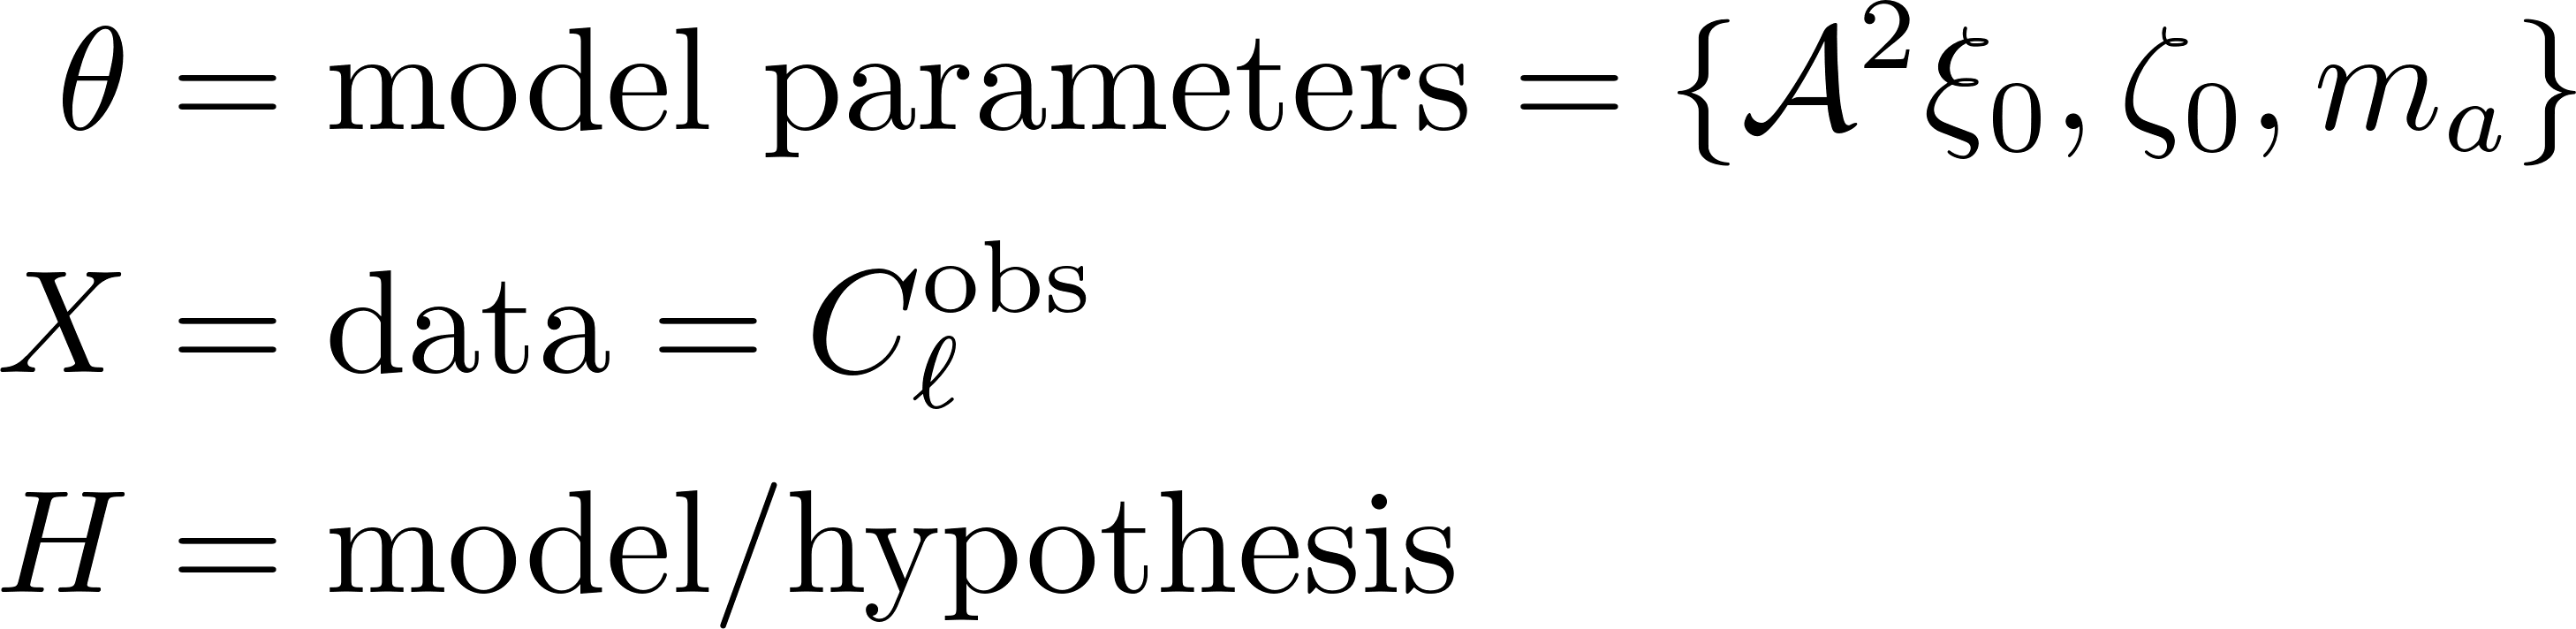 θ = model parameters = {𝒜²ξ₀, ζ₀, mₐ}
X = data = C_ℓ^obs
H = model/hypothesis